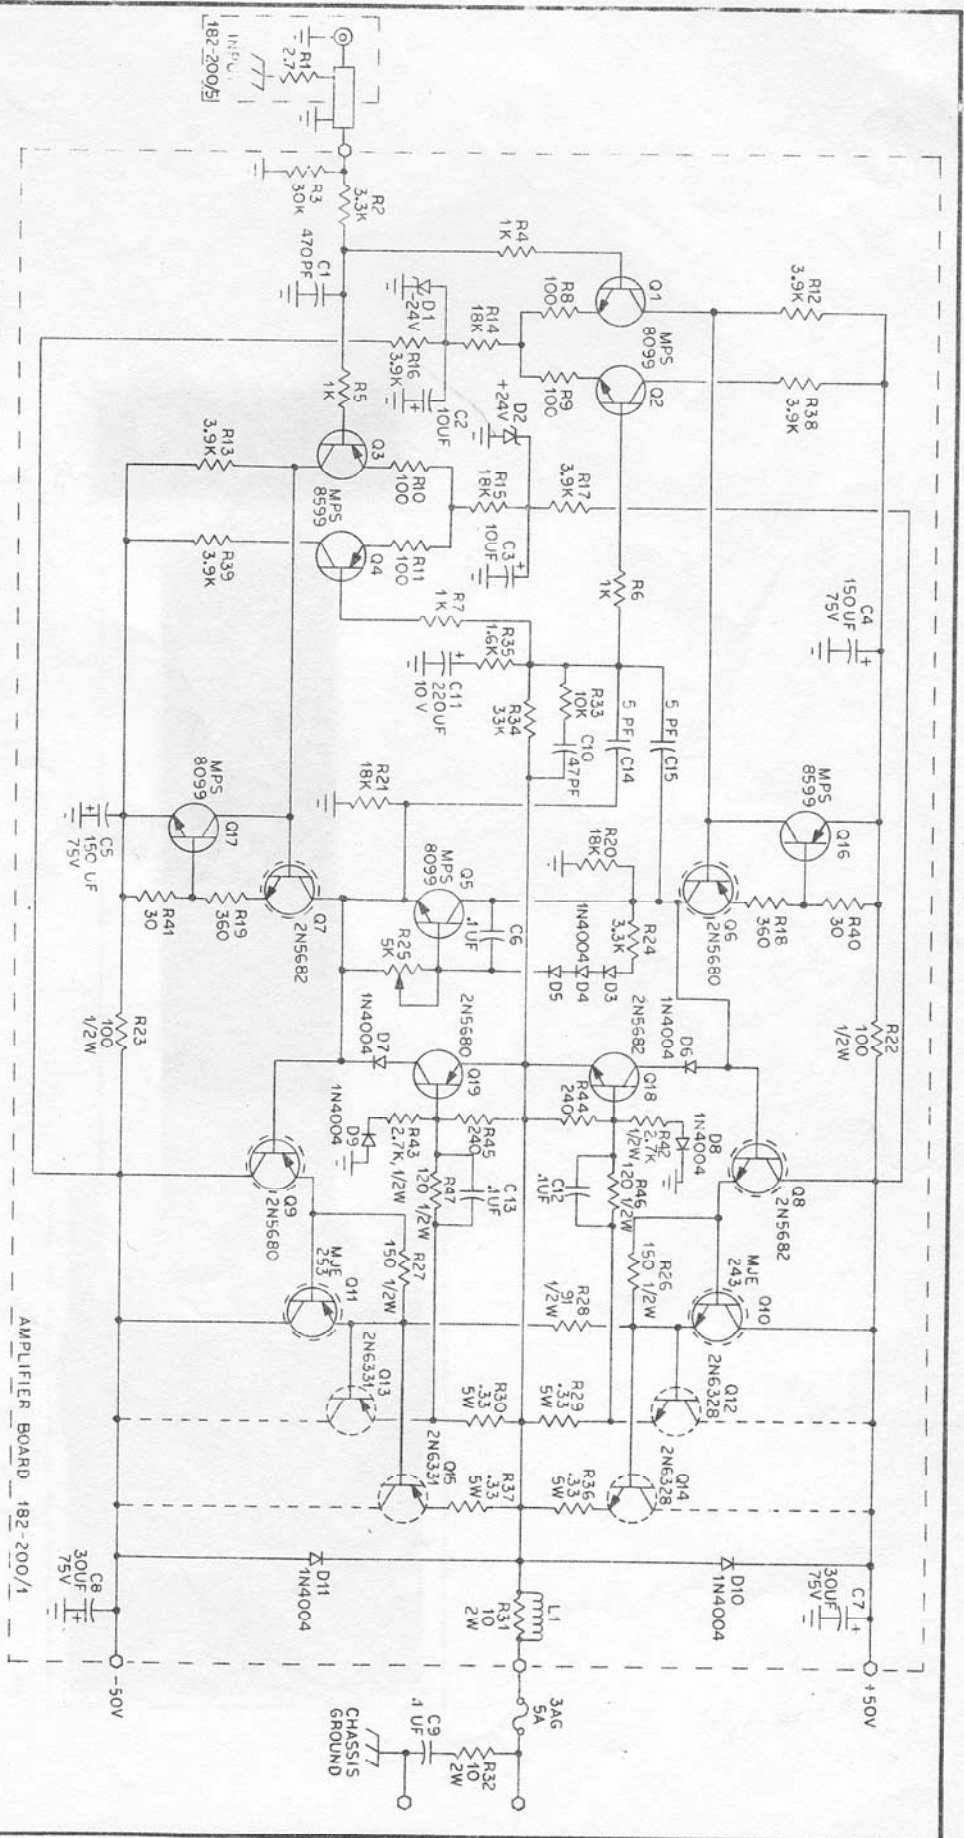 INPUT
182-200/5
R1
2.7
R2
3.3K
R3
30K
C1
470PF
R4
1K
R5
1K
Q1
MPS
8099
Q2
R8
100
R9
100
R12
3.9K
R38
3.9K
R14
18K
D1
-24V
R16
3.9K
C2
10UF
D2
+24V
Q3
MPS
8599
Q4
R10
100
R11
100
R13
3.9K
R39
3.9K
R15
18K
R17
3.9K
C3
10UF
R6
1K
R7
1K
R35
1.6K
C11
220UF
10V
R34
33K
R33
10K
C10
47PF
5 PF
C14
5 PF
C15
C4
150UF
75V
MPS
8599
Q16
R40
30
R18
360
Q6
2N5680
R20
18K
R24
3.3K
1N4004
D3
D4
D5
R21
18K
MPS
8099
Q5
C6
.1UF
R25
5K
Q7
2N5682
MPS
8099
Q17
R19
360
R41
30
C5
150 UF
75V
R22
100
1/2W
R23
100
1/2W
1N4004
D6
2N5682
Q18
D8
1N4004
R42
2.7K
1/2W
R44
240
R46
120 1/2W
C12
.1UF
2N5680
Q19
D7
1N4004
R45
240
R43
2.7K, 1/2W
D9
1N4004
R47
120 1/2W
C13
.1UF
Q8
2N5682
Q9
2N5680
R26
150 1/2W
R27
150 1/2W
R28
91
1/2W
MJE
243
Q10
MJE
253
Q11
Q12
2N6328
Q13
2N6331
Q14
2N6328
Q15
2N6331
R29
.33
5W
R30
.33
5W
R36
.33
5W
R37
.33
5W
D10
1N4004
D11
1N4004
C7
30UF
75V
C8
30UF
75V
L1
R31
10
2W
+50V
-50V
3AG
5A
R32
10
2W
C9
.1 UF
CHASSIS
GROUND
AMPLIFIER BOARD 182-200/1